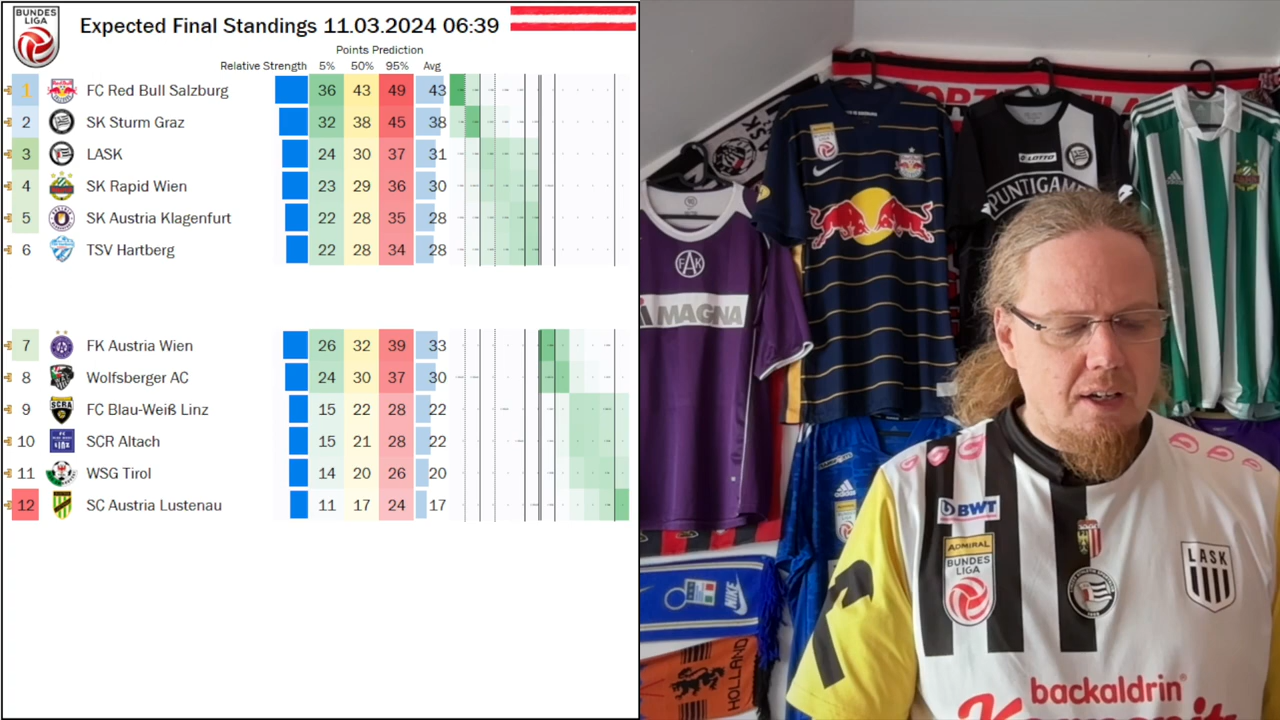 BUNDES
LIGA
Expected Final Standings 11.03.2024 06:39
Points Prediction
Relative Strength 5% 50% 95% Avg
1 FC Red Bull Salzburg 36 43 49 43
2 SK Sturm Graz 32 38 45 38
3 LASK 24 30 37 31
4 SK Rapid Wien 23 29 36 30
5 SK Austria Klagenfurt 22 28 35 28
6 TSV Hartberg 22 28 34 28
7 FK Austria Wien 26 32 39 33
8 Wolfsberger AC 24 30 37 30
9 FC Blau-Weiß Linz 15 22 28 22
10 SCR Altach 15 21 28 22
11 WSG Tirol 14 20 26 20
12 SC Austria Lustenau 11 17 24 17
FAK
MAGNA
LOTTO
PUNTIGAME
adidas
NIKE
HOLLAND
BWT
ADMIRAL
BUNDES
LIGA
LASK
backaldrin